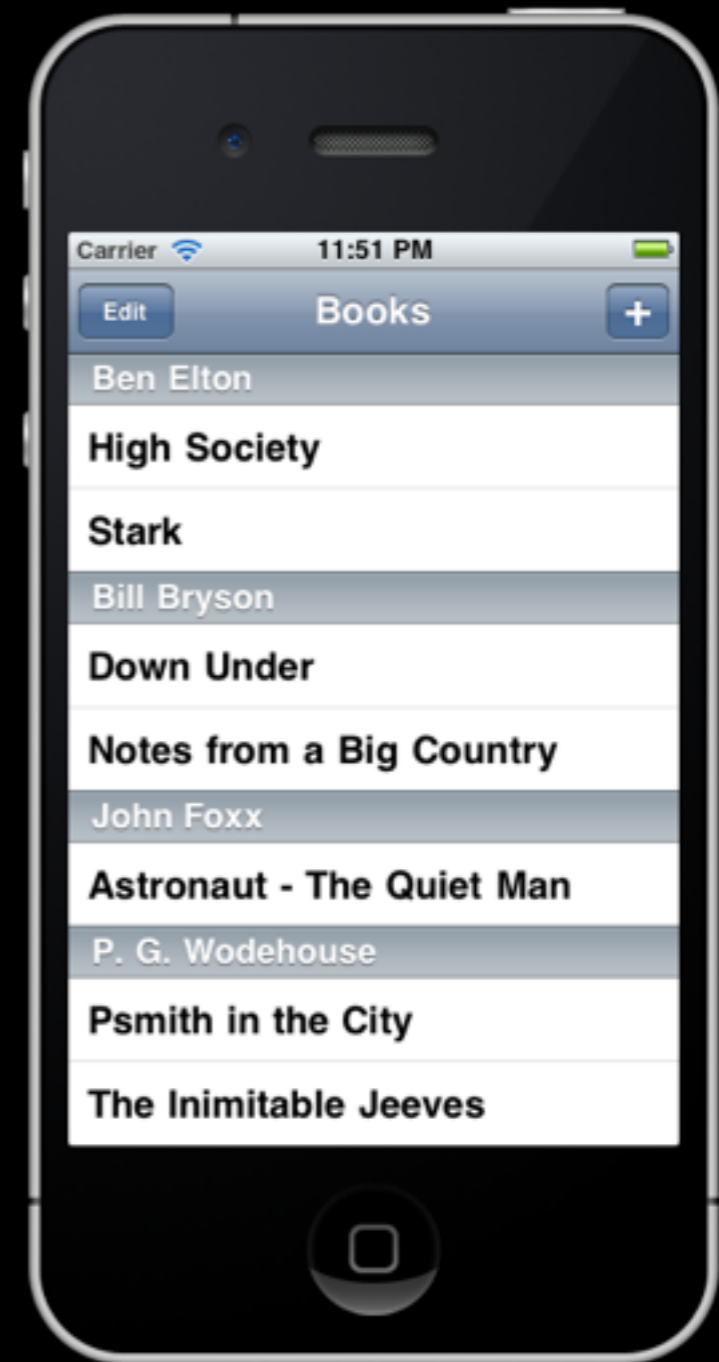 Carrier 11:51 PM
Edit Books +
Ben Elton
High Society
Stark
Bill Bryson
Down Under
Notes from a Big Country
John Foxx
Astronaut - The Quiet Man
P. G. Wodehouse
Psmith in the City
The Inimitable Jeeves